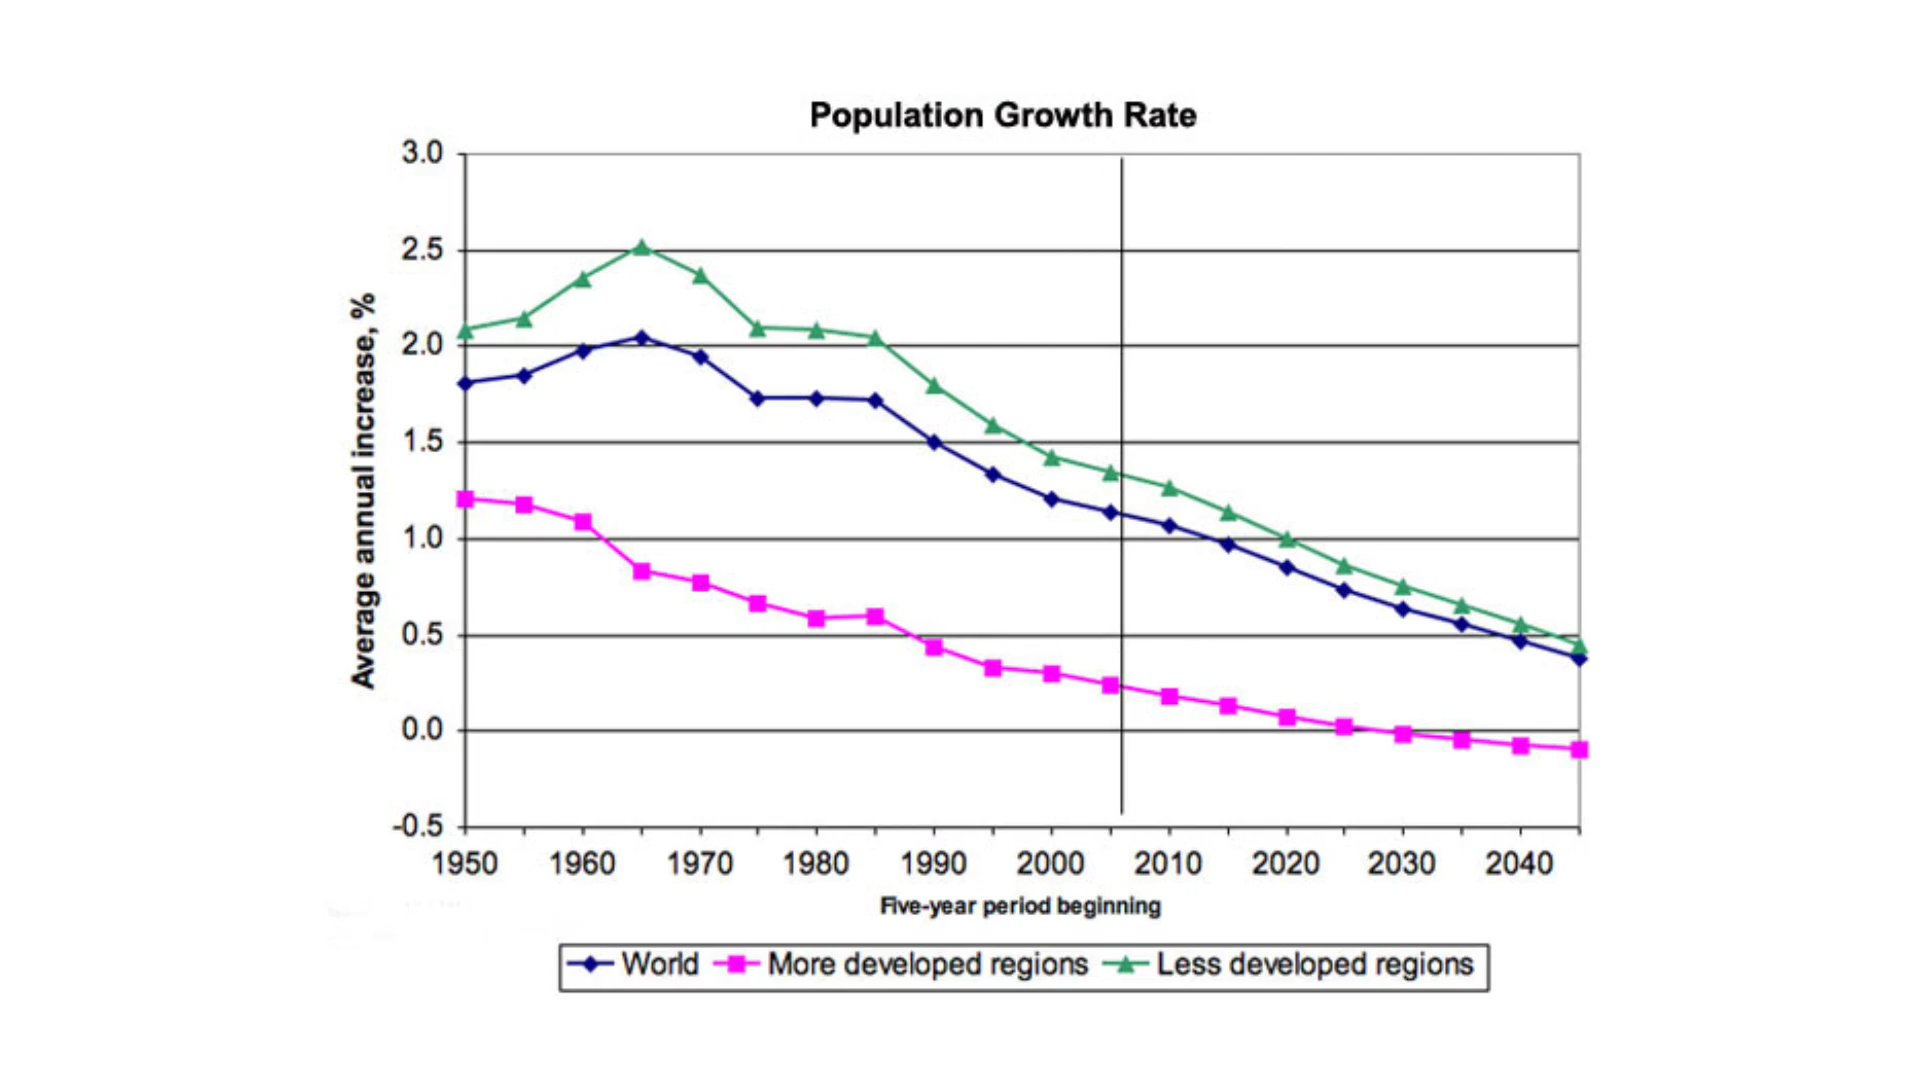 Population Growth Rate
Average annual increase, %
3.0
2.5
2.0
1.5
1.0
0.5
0.0
-0.5
1950 1960 1970 1980 1990 2000 2010 2020 2030 2040
Five-year period beginning
World More developed regions Less developed regions